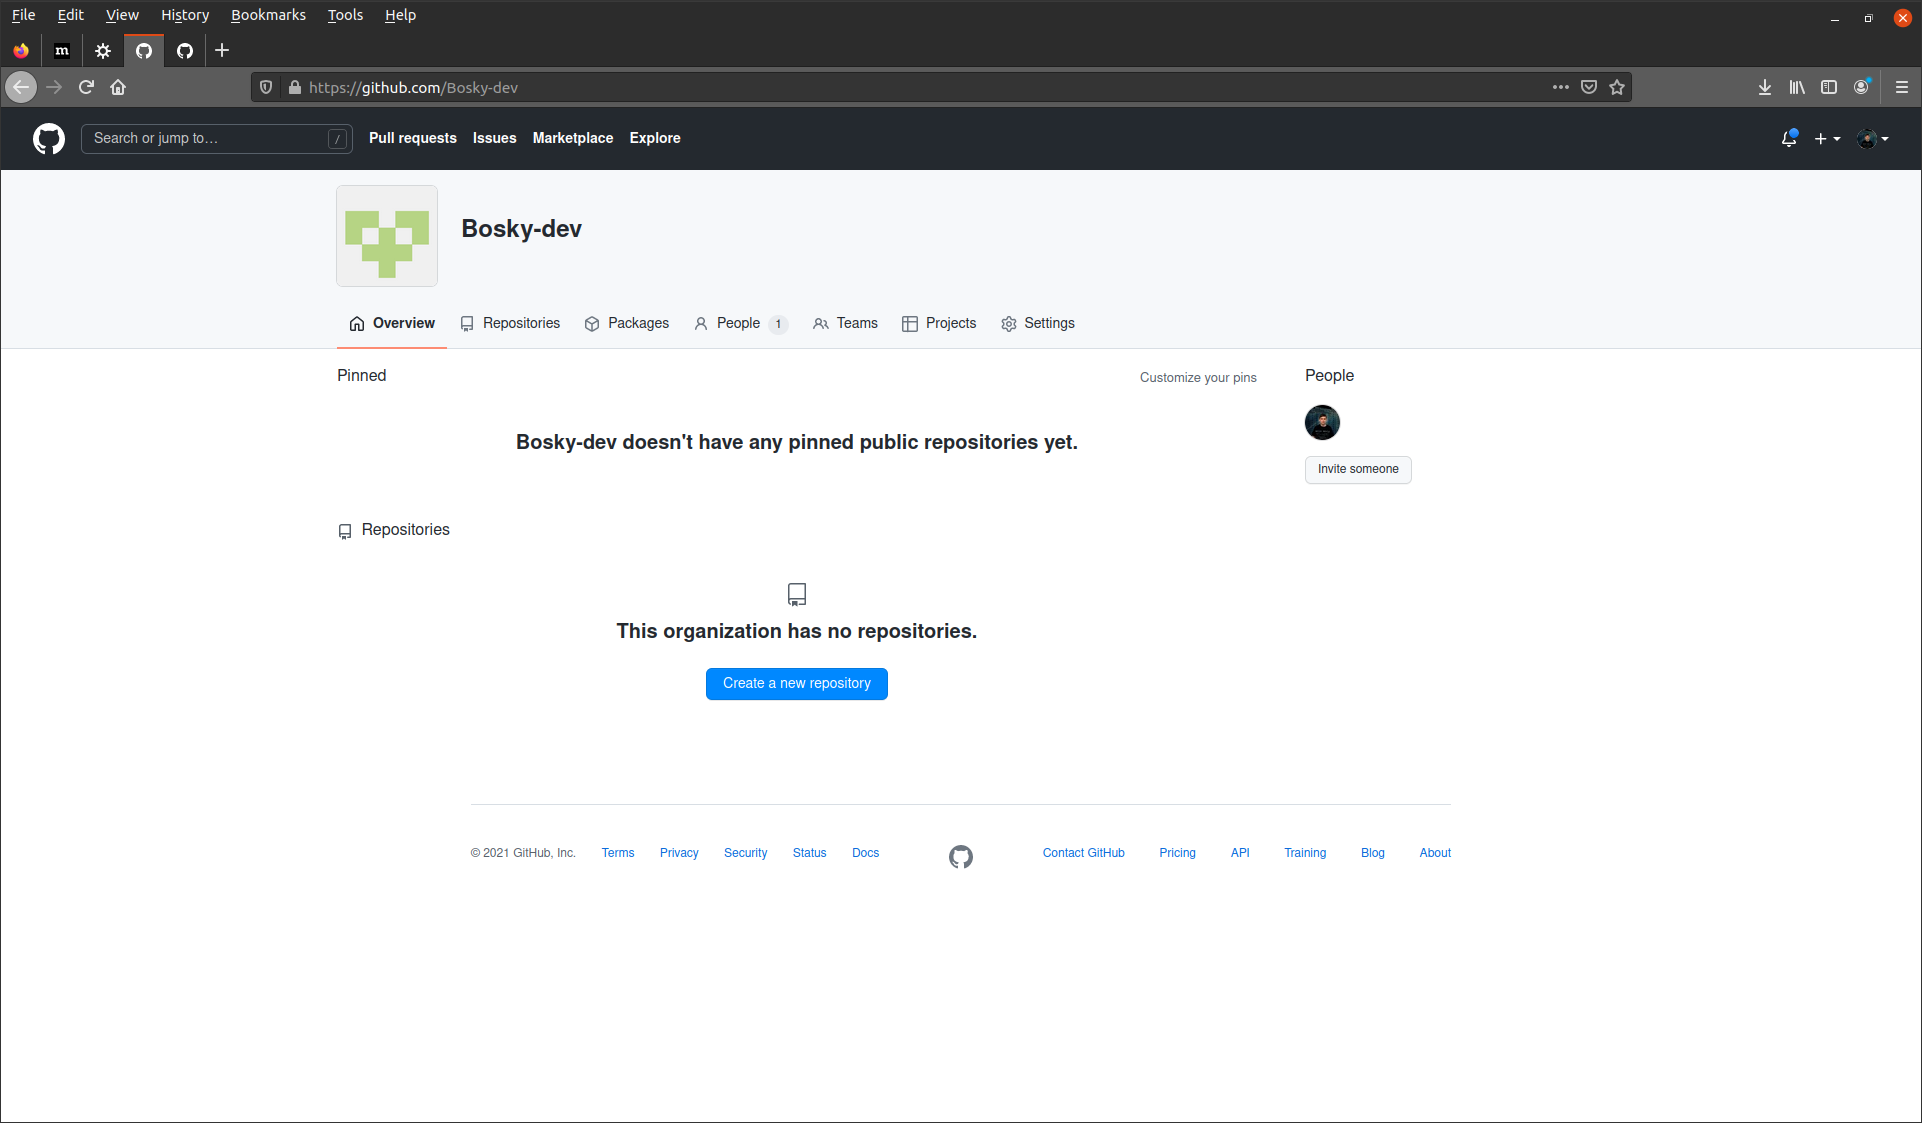 File Edit View History Bookmarks Tools Help
m
https://github.com/Bosky-dev
Search or jump to... /
Pull requests Issues Marketplace Explore
Bosky-dev
Overview Repositories Packages People 1 Teams Projects Settings
Pinned
Customize your pins
Bosky-dev doesn't have any pinned public repositories yet.
People
Invite someone
Repositories
This organization has no repositories.
Create a new repository
© 2021 GitHub, Inc. Terms Privacy Security Status Docs Contact GitHub Pricing API Training Blog About